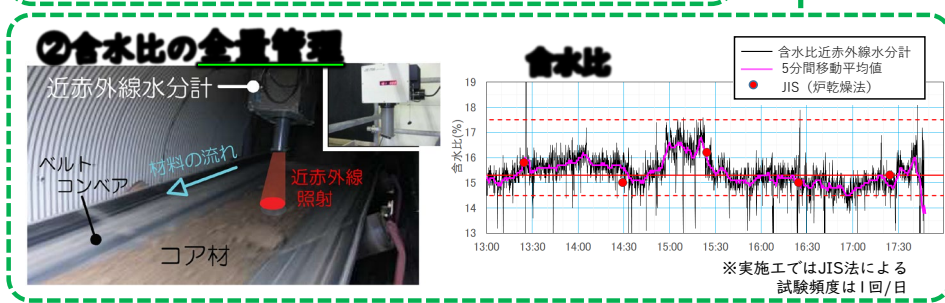 ②含水比の全量管理
近赤外線水分計
ベルト
コンベア
材料の流れ
近赤外線
照射
コア材
含水比
含水比近赤外線水分計
5分間移動平均値
JIS（炉乾燥法）
含水比(%)
19
18
17
16
15
14
13
13:00 13:30 14:00 14:30 15:00 15:30 16:00 16:30 17:00 17:30
※実施工ではJIS法による
試験頻度は1回/日